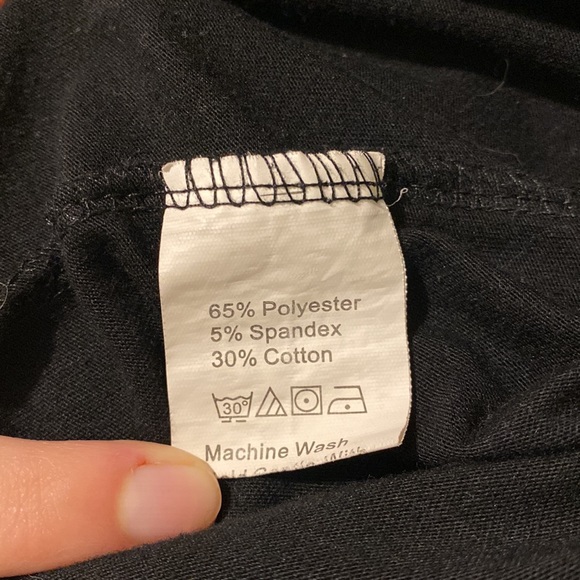 65% Polyester
5% Spandex
30% Cotton
30°
Machine Wash